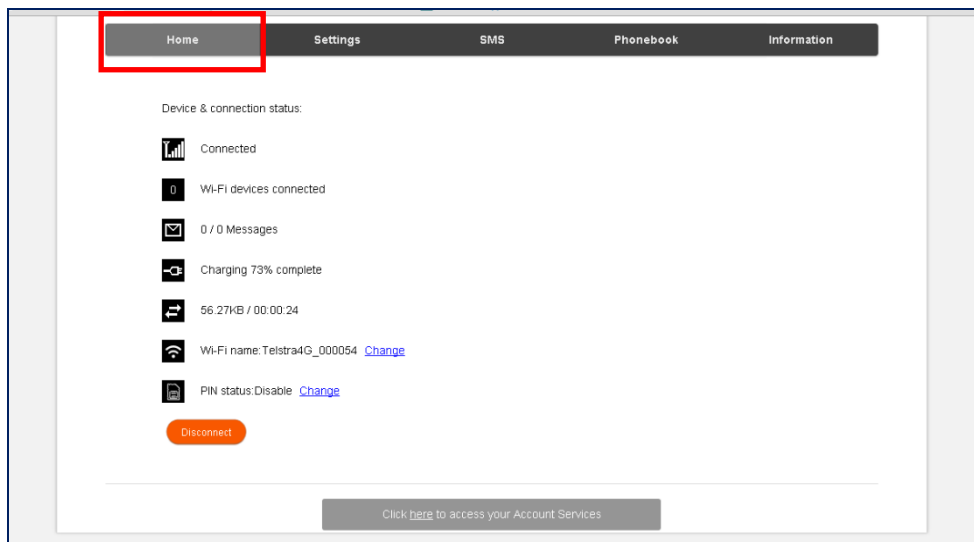 Home Settings SMS Phonebook Information
Device & connection status:
Connected
0 Wi-Fi devices connected
0 / 0 Messages
Charging 73% complete
56.27KB / 00:00:24
Wi-Fi name:Telstra4G_000054 Change
PIN status:Disable Change
Disconnect
Click here to access your Account Services